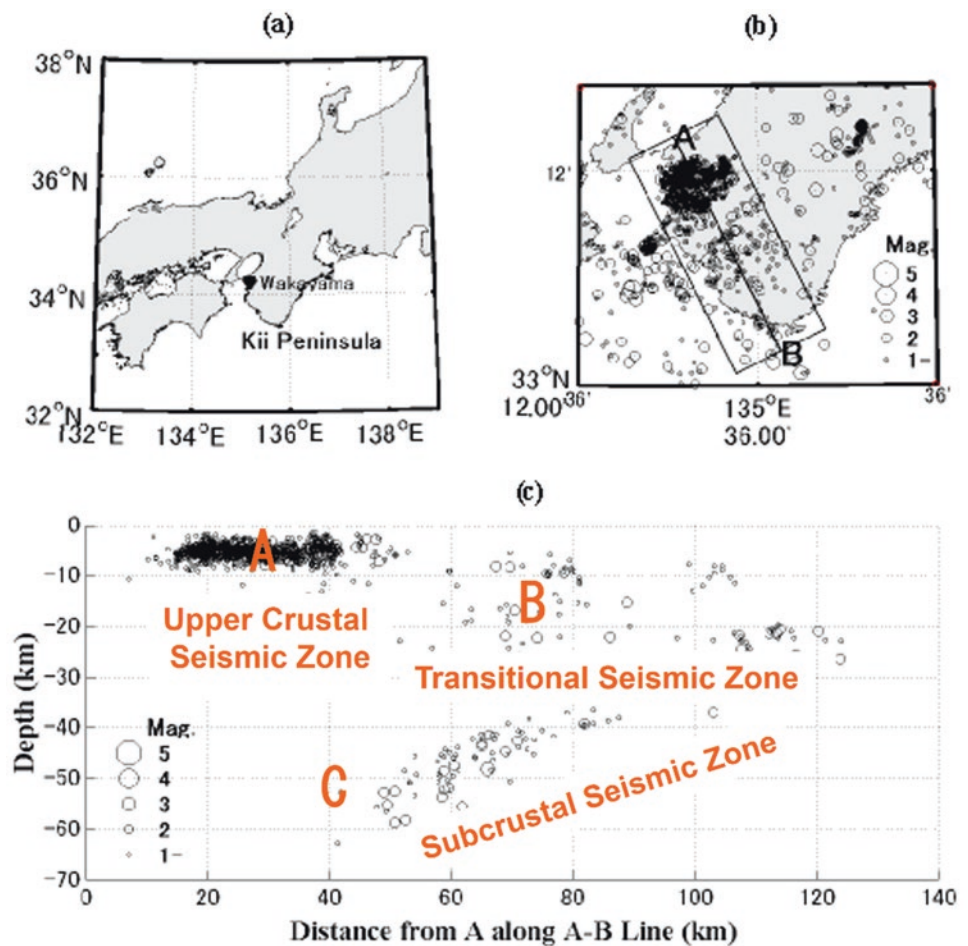 (a)
38°N
36°N
34°N
32°N
132°E
134°E
136°E
138°E
Wakayama
Kii Peninsula
(b)
A
12'
Mag.
5
4
3
2
1-
B
33°N
12.00'
36'
135°E
36.00'
36'
(c)
0
-10
-20
-30
-40
-50
-60
-70
Depth (km)
A
Upper Crustal
Seismic Zone
B
Transitional Seismic Zone
C
Subcrustal Seismic Zone
Mag.
5
4
3
2
1-
0
20
40
60
80
100
120
140
Distance from A along A-B Line (km)